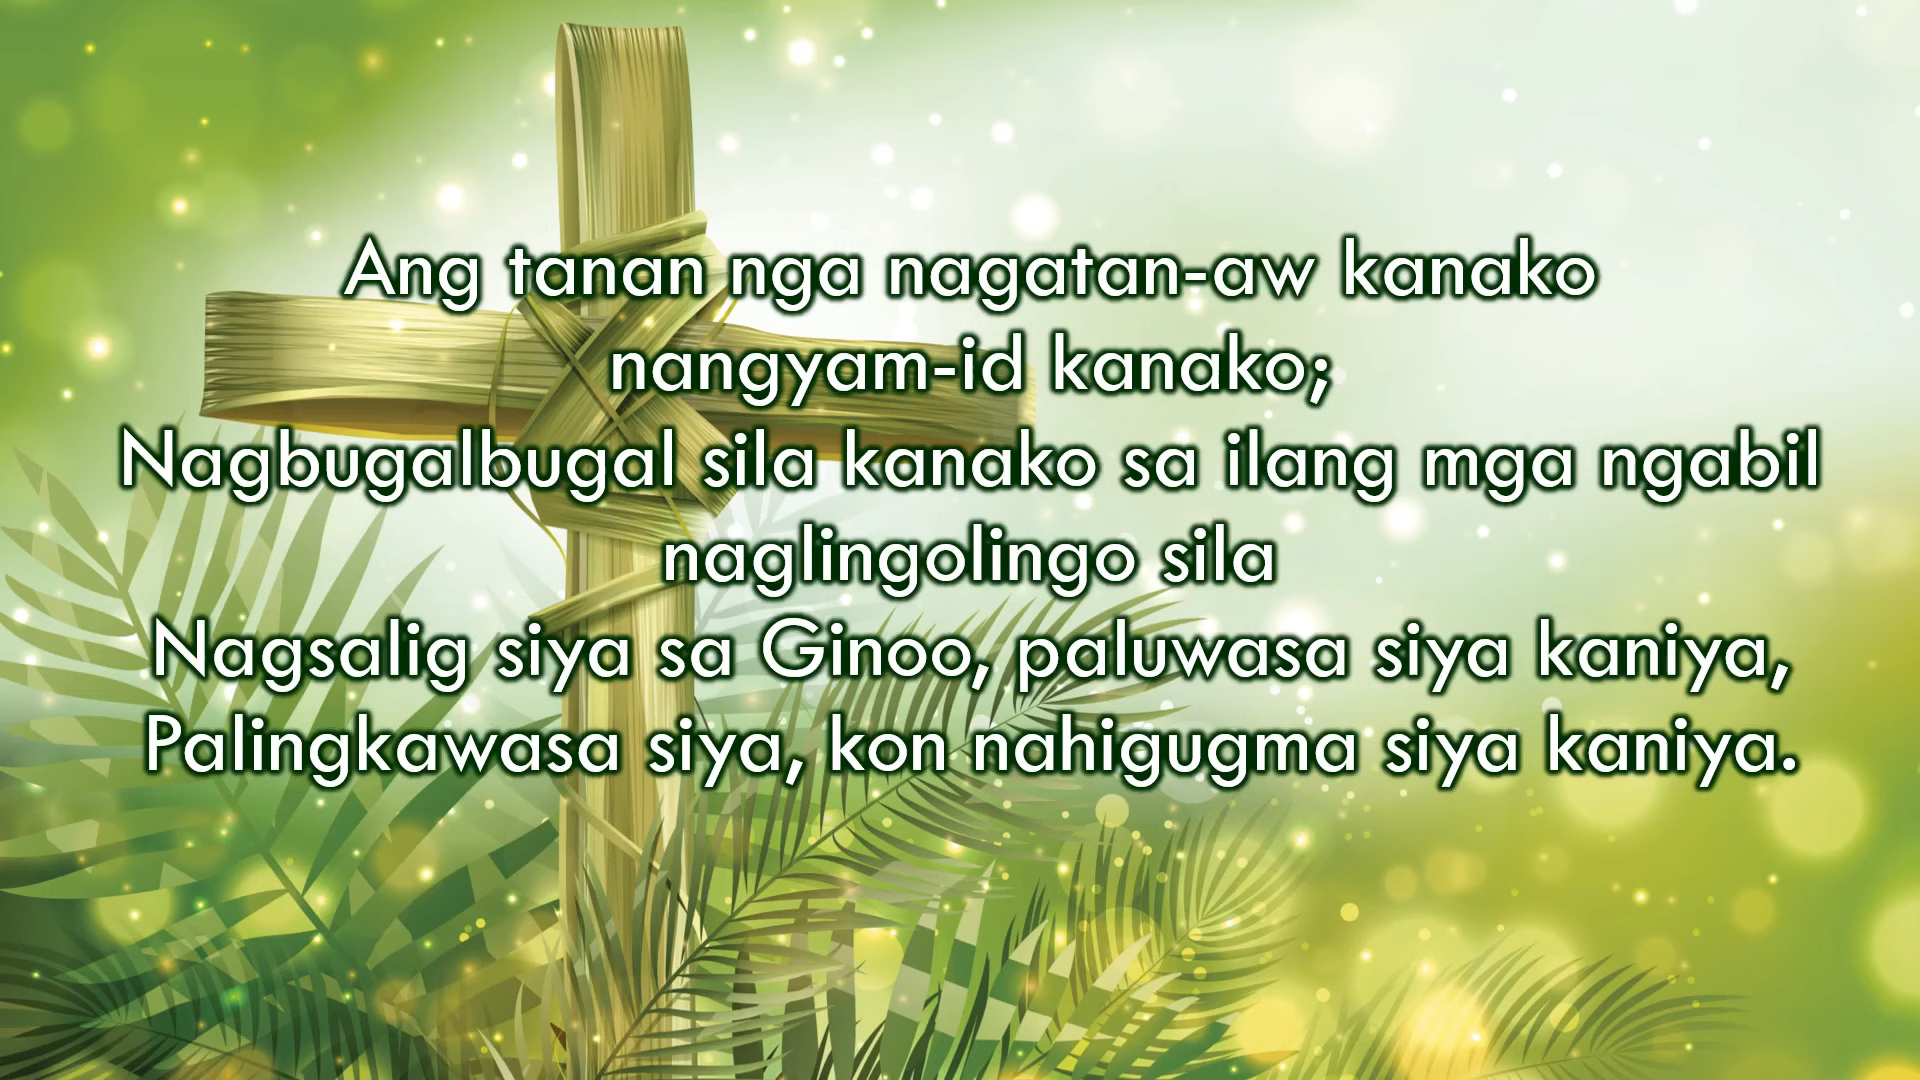 Ang tanan nga nagatan-aw kanako
nangyam-id kanako;
Nagbugalbugal sila kanako sa ilang mga ngabil
naglingolingo sila
Nagsalig siya sa Ginoo, paluwasa siya kaniya,
Palingkawasa siya, kon nahigugma siya kaniya.